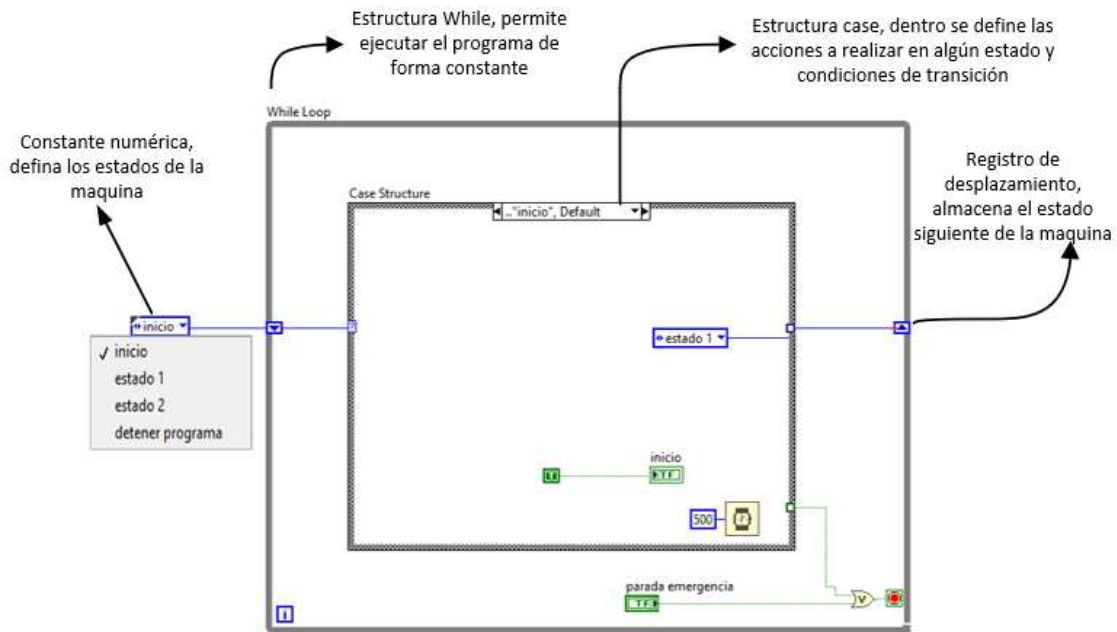 Estructura While, permite
ejecutar el programa de
forma constante
Estructura case, dentro se define las
acciones a realizar en algún estado y
condiciones de transición
While Loop
Constante numérica,
defina los estados de la
maquina
Registro de
desplazamiento,
almacena el estado
siguiente de la maquina
Case Structure
.."inicio", Default
inicio
inicio
estado 1
estado 2
detener programa
?
estado 1
inicio
T
TF
500
parada emergencia
TF
V
i